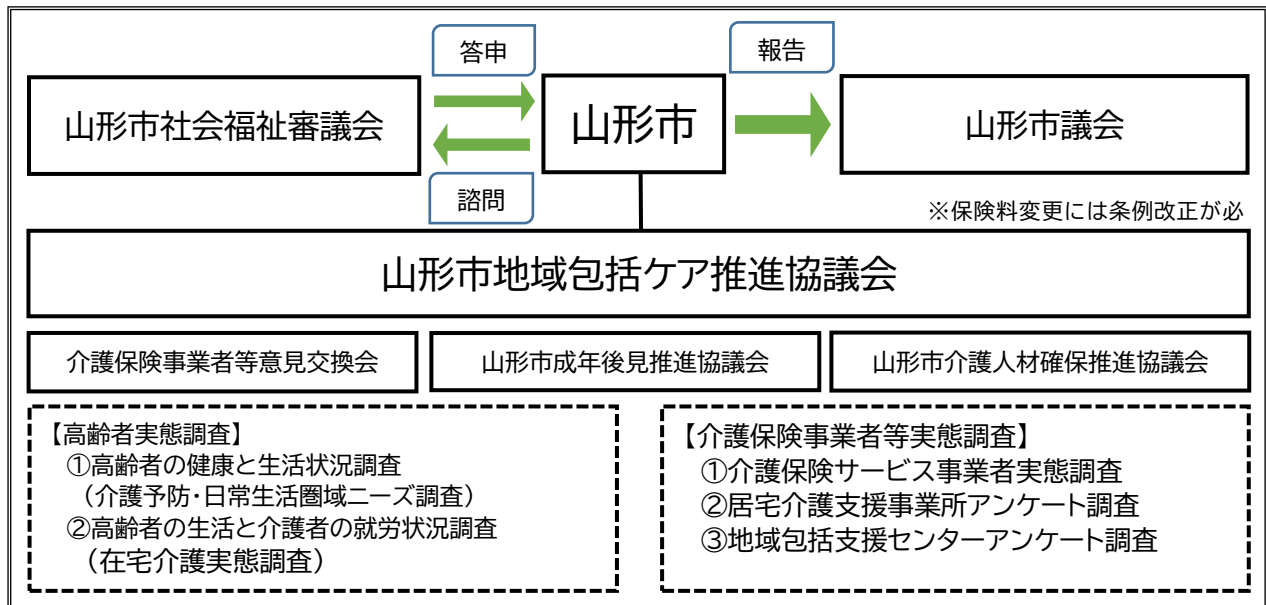 答申
報告
山形市社会福祉審議会
山形市
山形市議会
諮問
※保険料変更には条例改正が必
山形市地域包括ケア推進協議会
介護保険事業者等意見交換会
山形市成年後見推進協議会
山形市介護人材確保推進協議会
【高齢者実態調査】
①高齢者の健康と生活状況調査
（介護予防・日常生活圏域ニーズ調査）
②高齢者の生活と介護者の就労状況調査
（在宅介護実態調査）
【介護保険事業者等実態調査】
①介護保険サービス事業者実態調査
②居宅介護支援事業所アンケート調査
③地域包括支援センターアンケート調査